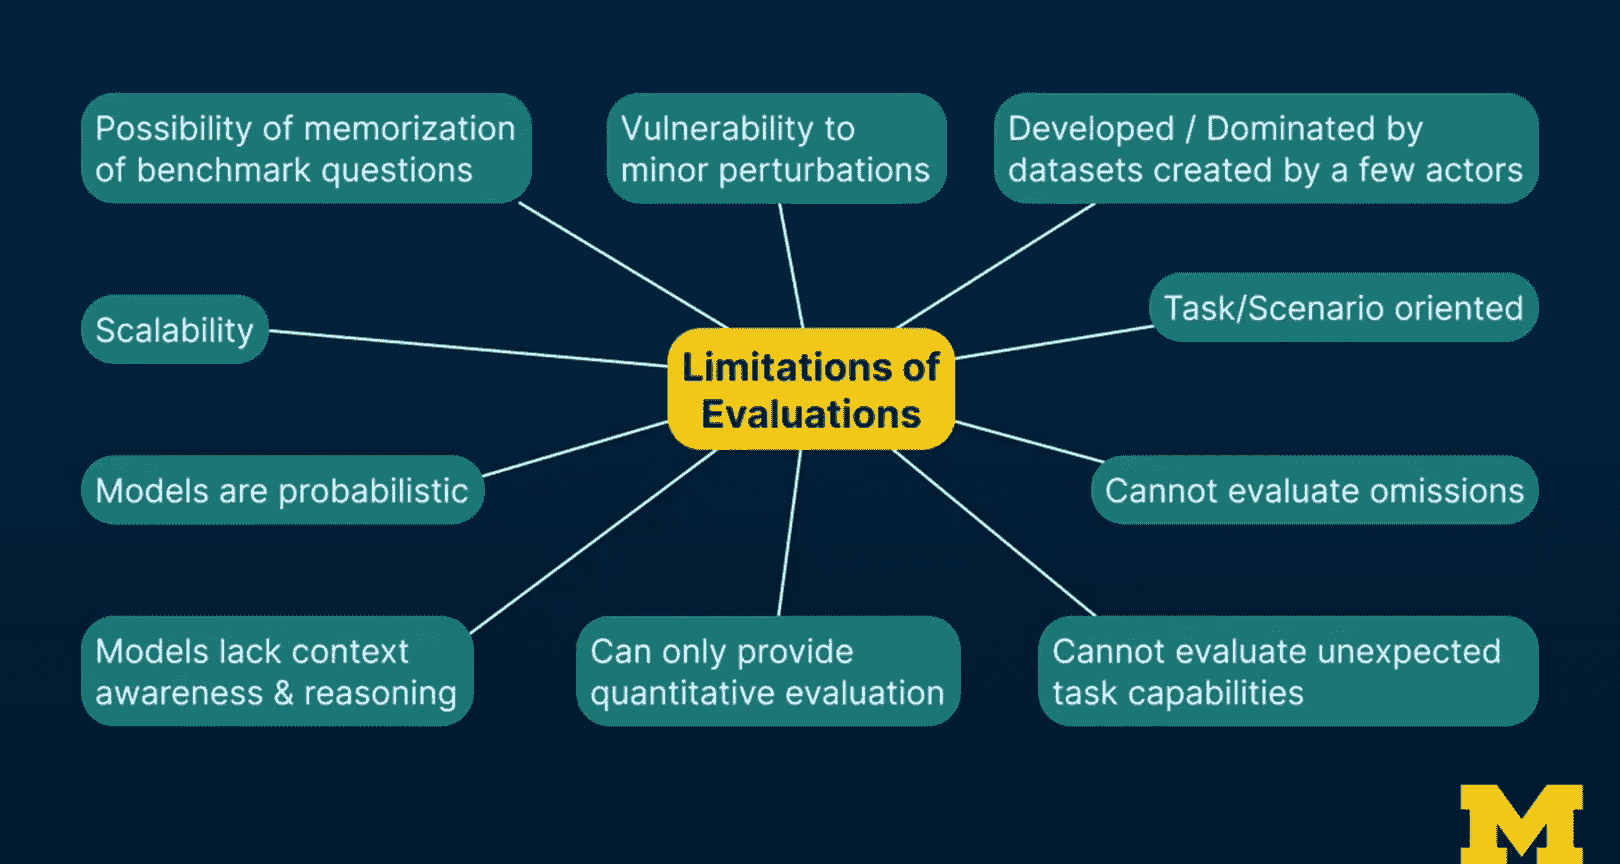 Possibility of memorization
of benchmark questions
Vulnerability to
minor perturbations
Developed / Dominated by
datasets created by a few actors
Scalability
Task/Scenario oriented
Limitations of
Evaluations
Models are probabilistic
Cannot evaluate omissions
Models lack context
awareness & reasoning
Can only provide
quantitative evaluation
Cannot evaluate unexpected
task capabilities
M